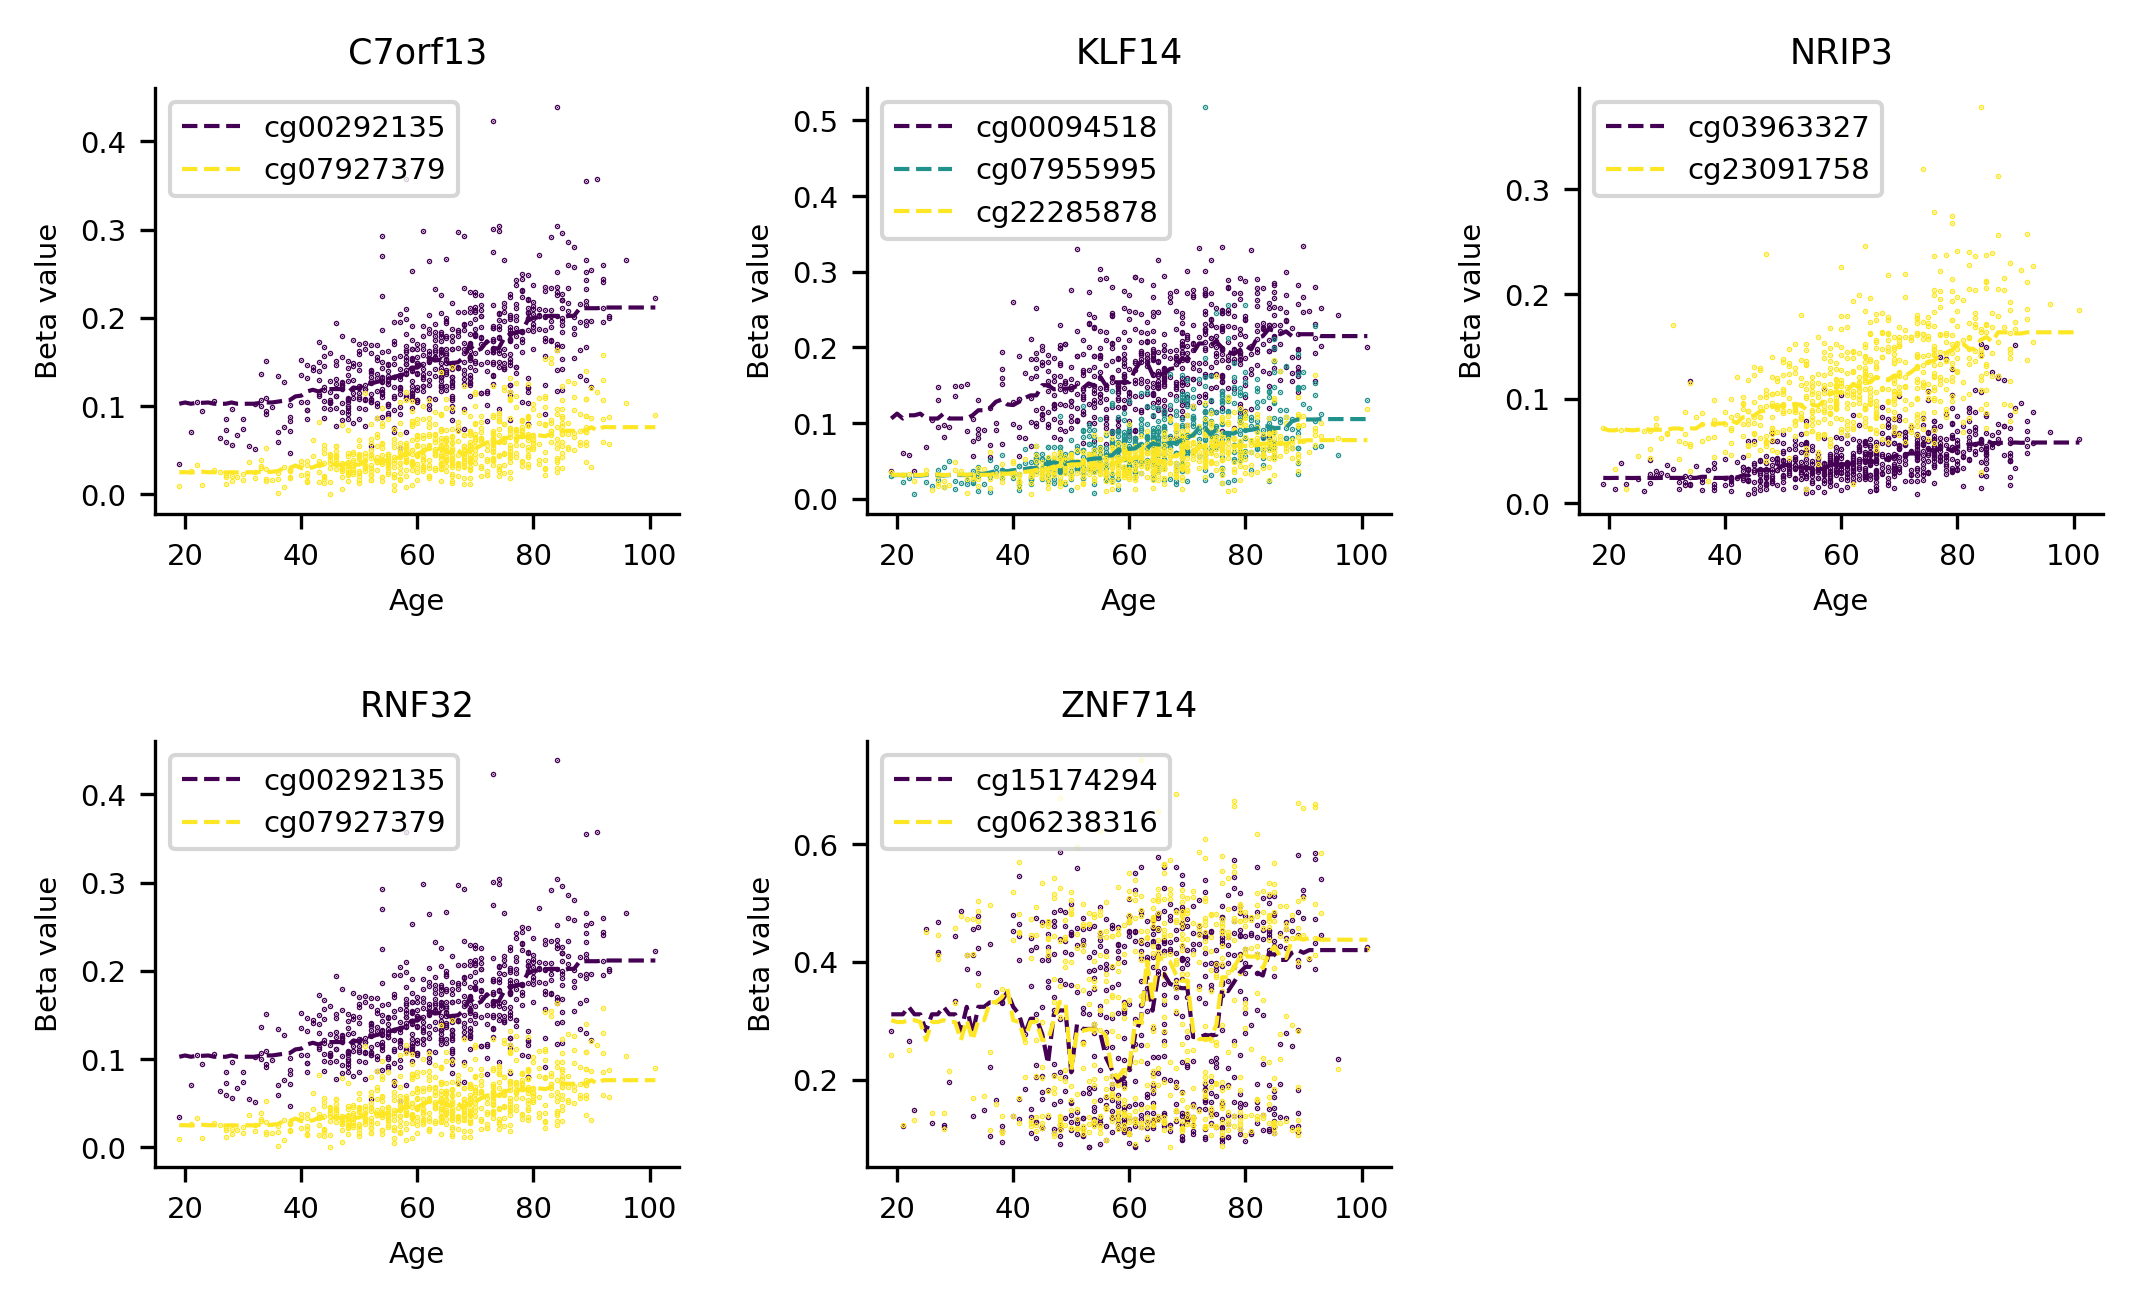 C7orf13
cg00292135
cg07927379
0.4
0.3
0.2
0.1
0.0
Beta value
20 40 60 80 100
Age
KLF14
cg00094518
cg07955995
cg22285878
0.5
0.4
0.3
0.2
0.1
0.0
Beta value
20 40 60 80 100
Age
NRIP3
cg03963327
cg23091758
0.3
0.2
0.1
0.0
Beta value
20 40 60 80 100
Age
RNF32
cg00292135
cg07927379
0.4
0.3
0.2
0.1
0.0
Beta value
20 40 60 80 100
Age
ZNF714
cg15174294
cg06238316
0.6
0.4
0.2
Beta value
20 40 60 80 100
Age